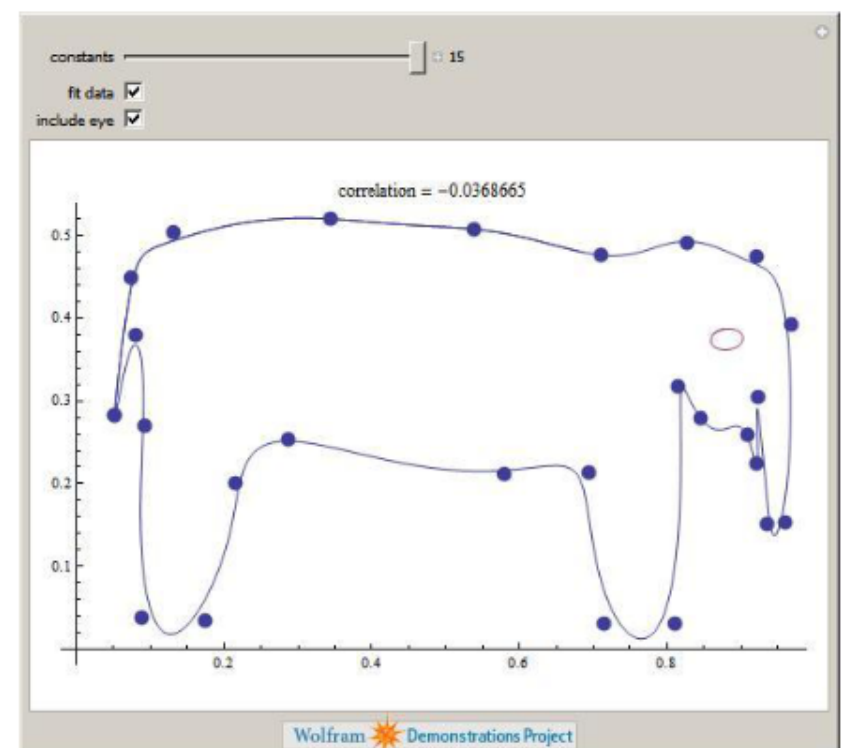 constants 15
fit data
include eye
correlation = −0.0368665
0.5
0.4
0.3
0.2
0.1
0.2 0.4 0.6 0.8
Wolfram Demonstrations Project